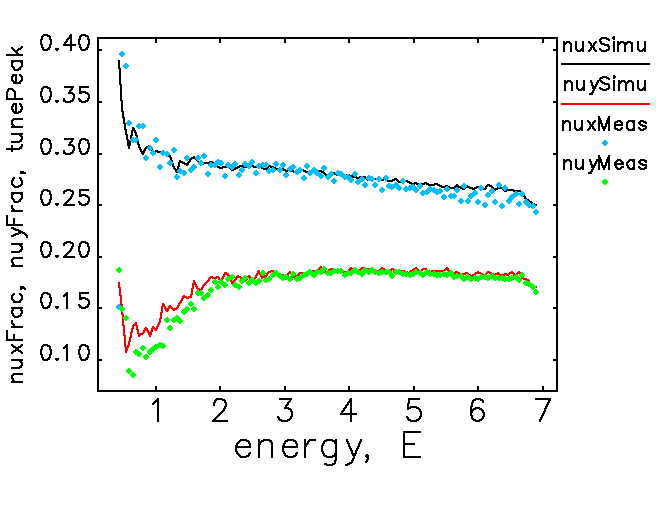 nuxFrac, nuyFrac, tunePeak
0.40
0.35
0.30
0.25
0.20
0.15
0.10
1 2 3 4 5 6 7
energy, E
nuxSimu
nuySimu
nuxMeas
nuyMeas